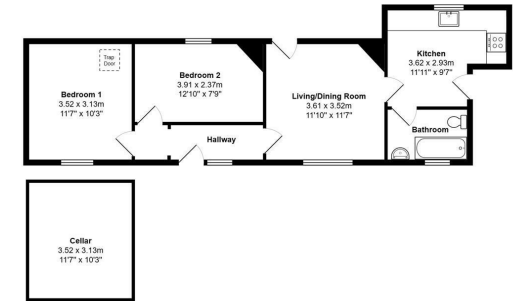 Trap
Door
Bedroom 1
3.52 x 3.13m
11'7" x 10'3"
Bedroom 2
3.91 x 2.37m
12'10" x 7'9"
Living/Dining Room
3.61 x 3.52m
11'10" x 11'7"
Kitchen
3.62 x 2.93m
11'11" x 9'7"
Hallway
Bathroom
Cellar
3.52 x 3.13m
11'7" x 10'3"